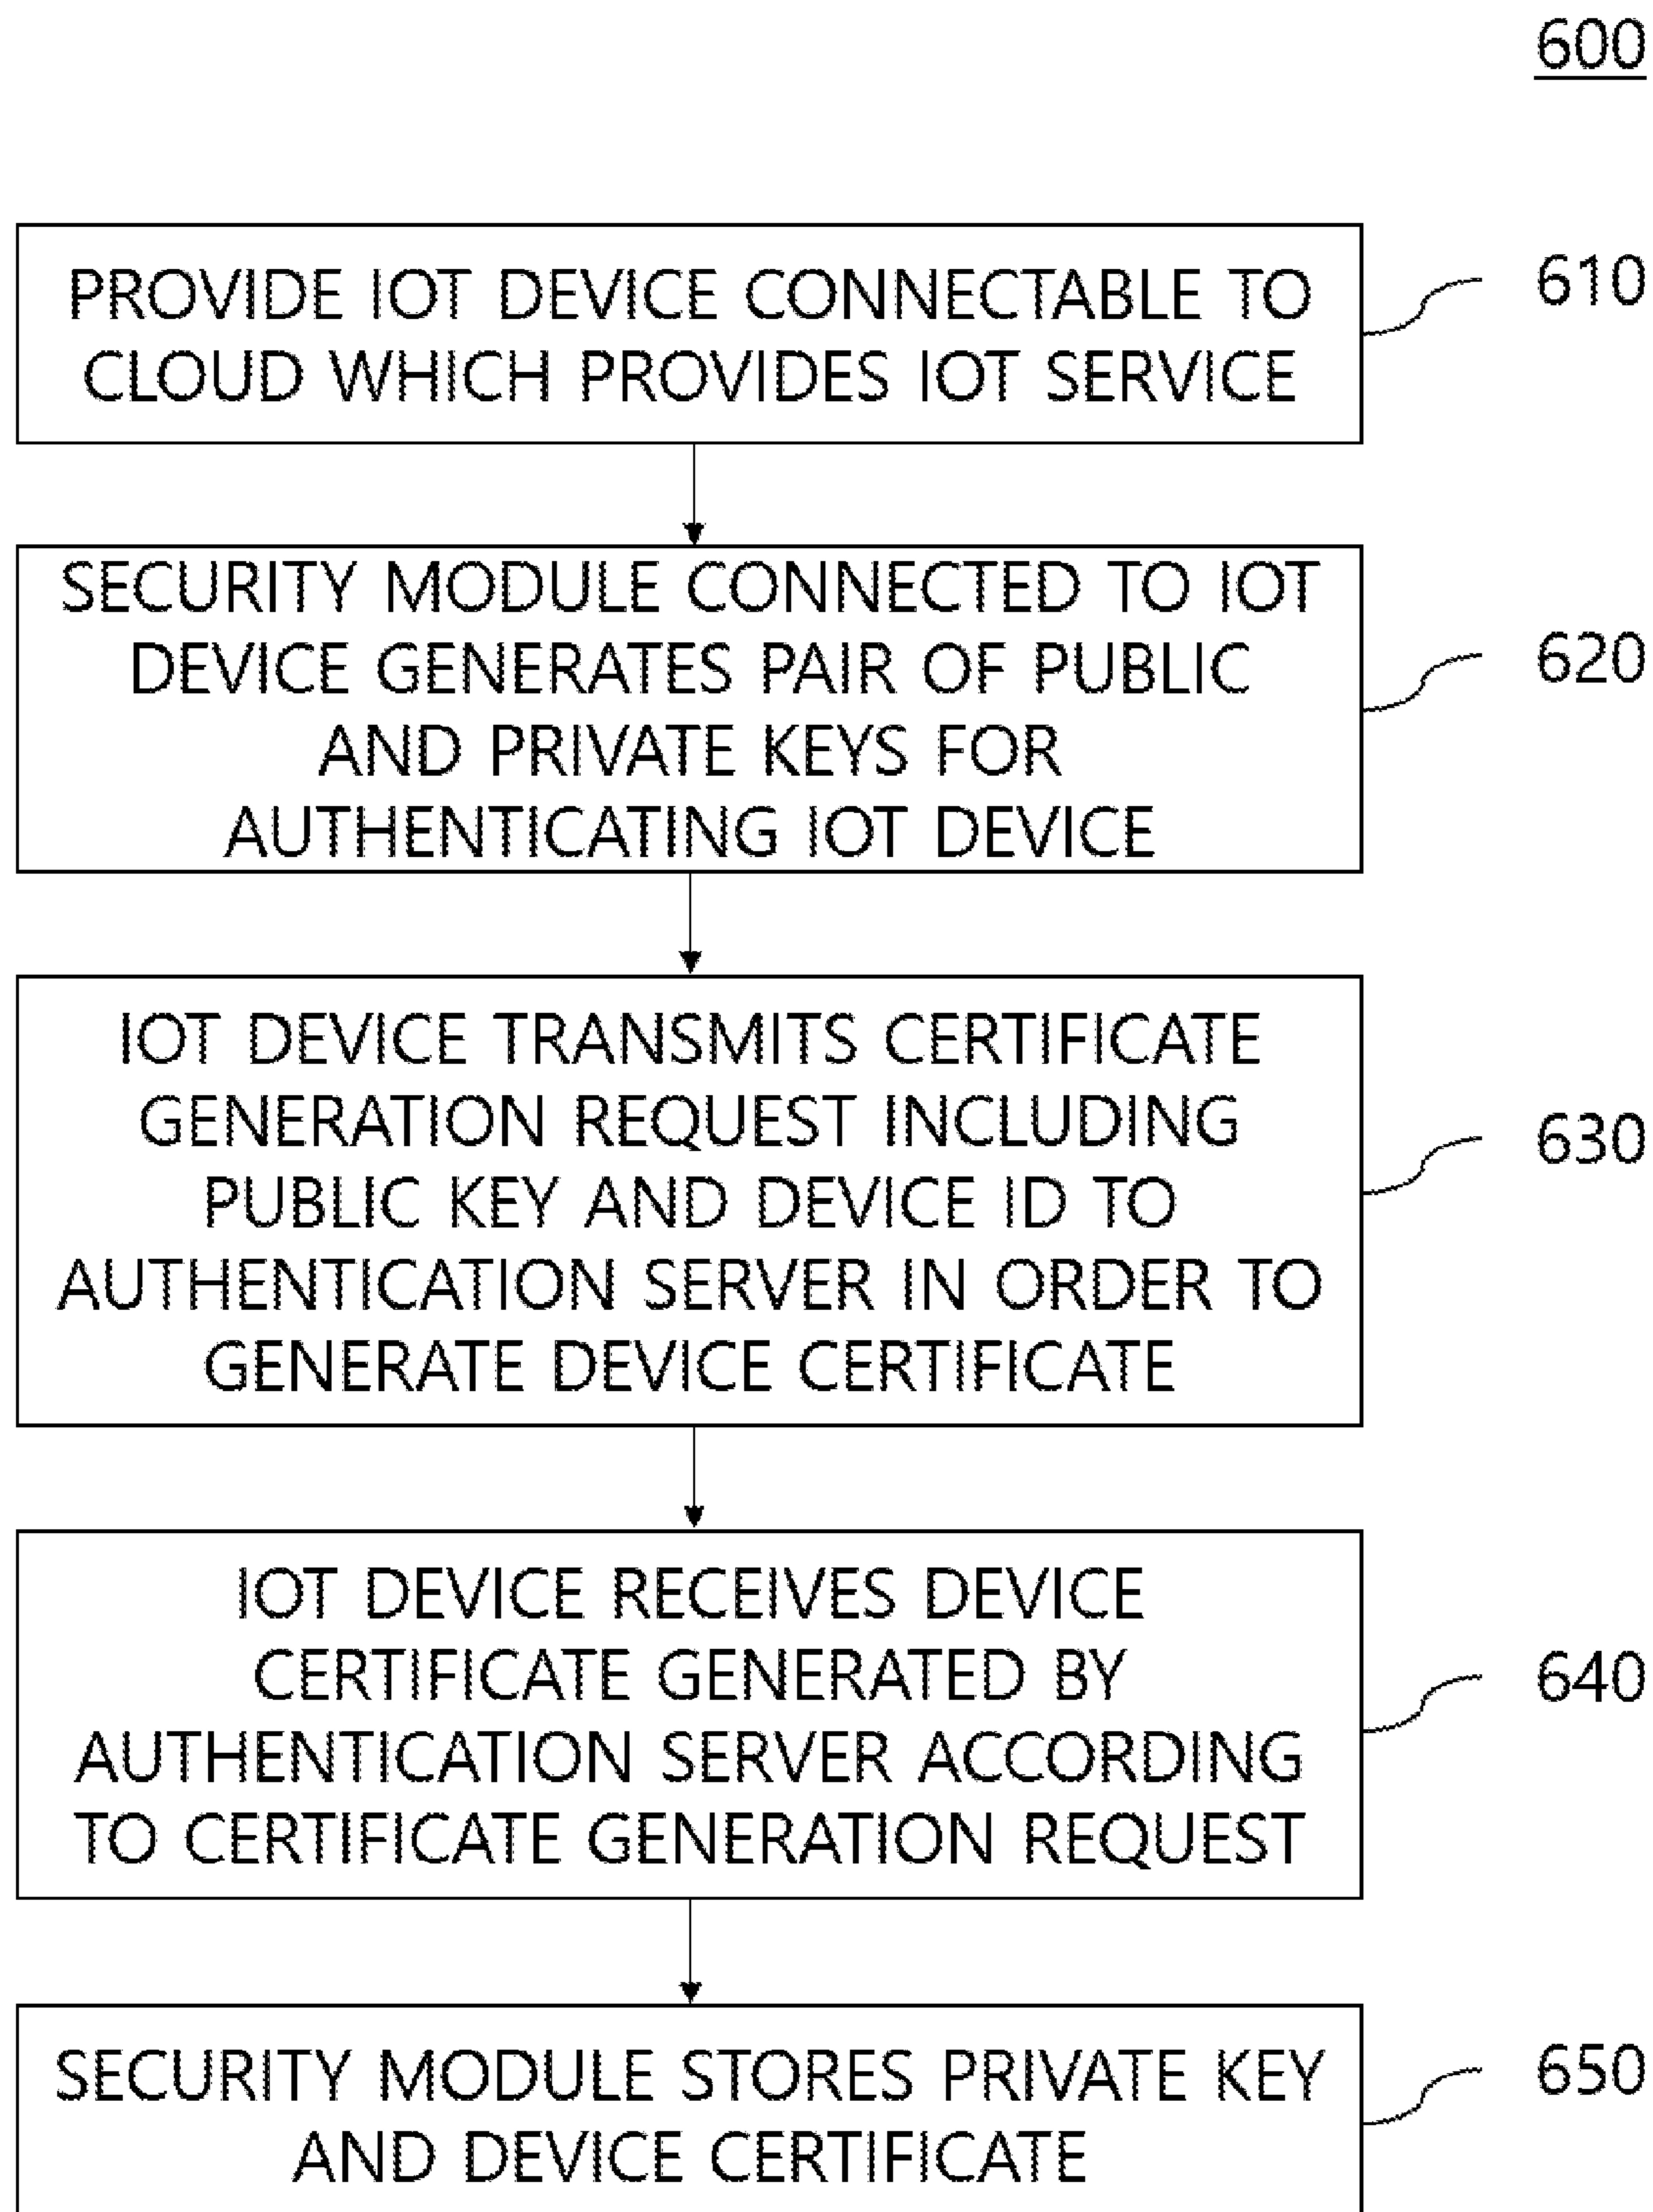 600
PROVIDE IOT DEVICE CONNECTABLE TO
CLOUD WHICH PROVIDES IOT SERVICE
610
SECURITY MODULE CONNECTED TO IOT
DEVICE GENERATES PAIR OF PUBLIC
AND PRIVATE KEYS FOR
AUTHENTICATING IOT DEVICE
620
IOT DEVICE TRANSMITS CERTIFICATE
GENERATION REQUEST INCLUDING
PUBLIC KEY AND DEVICE ID TO
AUTHENTICATION SERVER IN ORDER TO
GENERATE DEVICE CERTIFICATE
630
IOT DEVICE RECEIVES DEVICE
CERTIFICATE GENERATED BY
AUTHENTICATION SERVER ACCORDING
TO CERTIFICATE GENERATION REQUEST
640
SECURITY MODULE STORES PRIVATE KEY
AND DEVICE CERTIFICATE
650